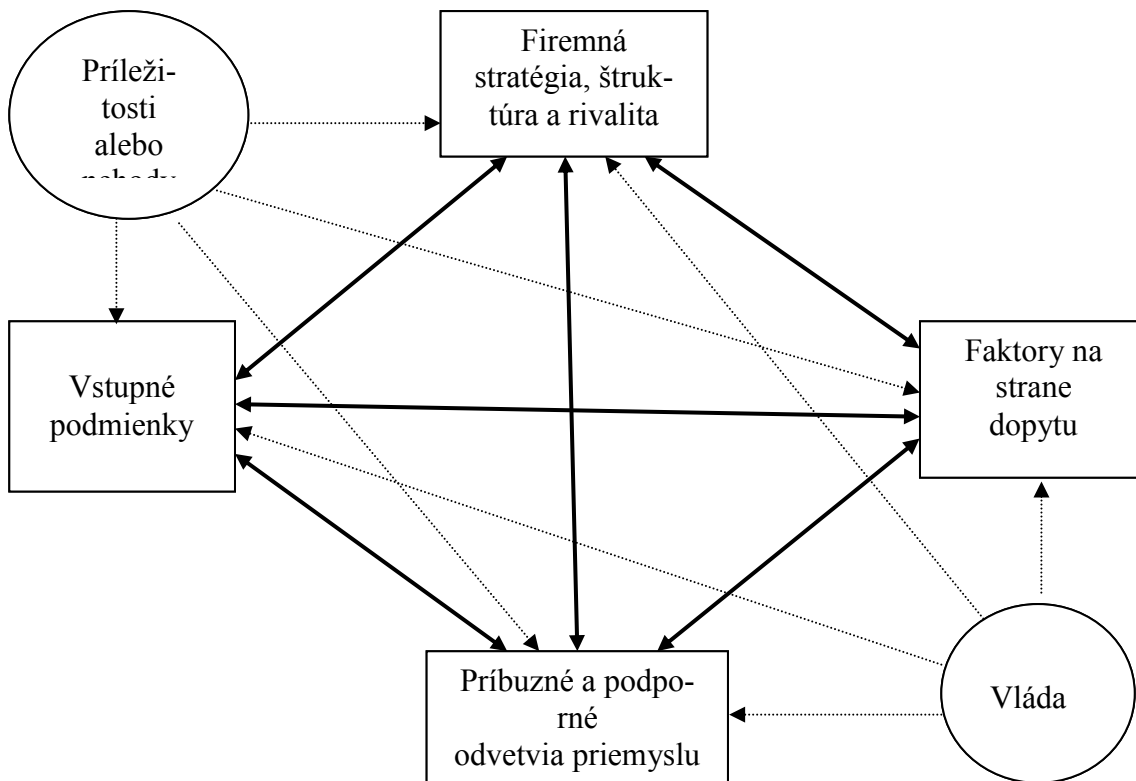 Príleži-
tosti
alebo
Firemná
stratégia, štruk-
túra a rivalita
Vstupné
podmienky
Faktory na
strane
dopytu
Príbuzné a podpo-
rné
odvetvia priemyslu
Vláda